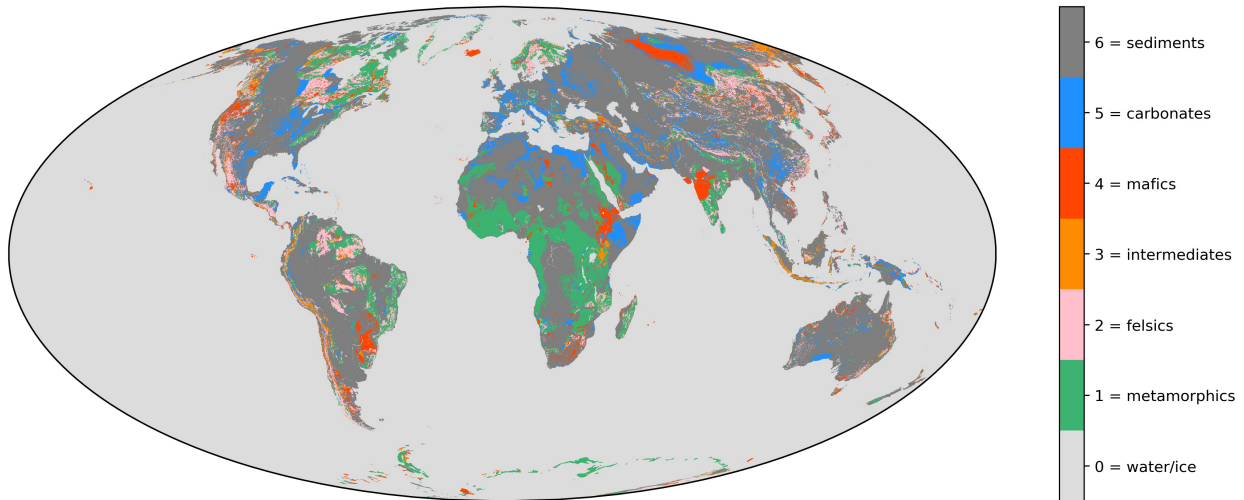 6 = sediments
5 = carbonates
4 = mafics
3 = intermediates
2 = felsics
1 = metamorphics
0 = water/ice